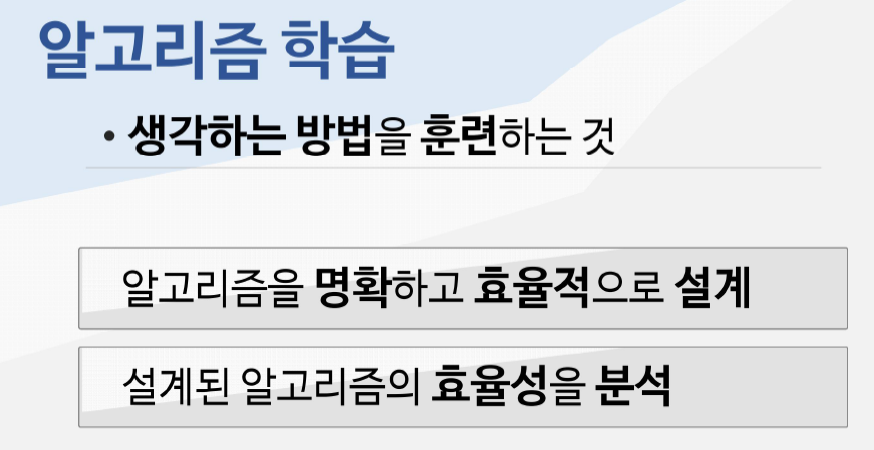 알고리즘 학습
• 생각하는 방법을 훈련하는 것
알고리즘을 명확하고 효율적으로 설계
설계된 알고리즘의 효율성을 분석